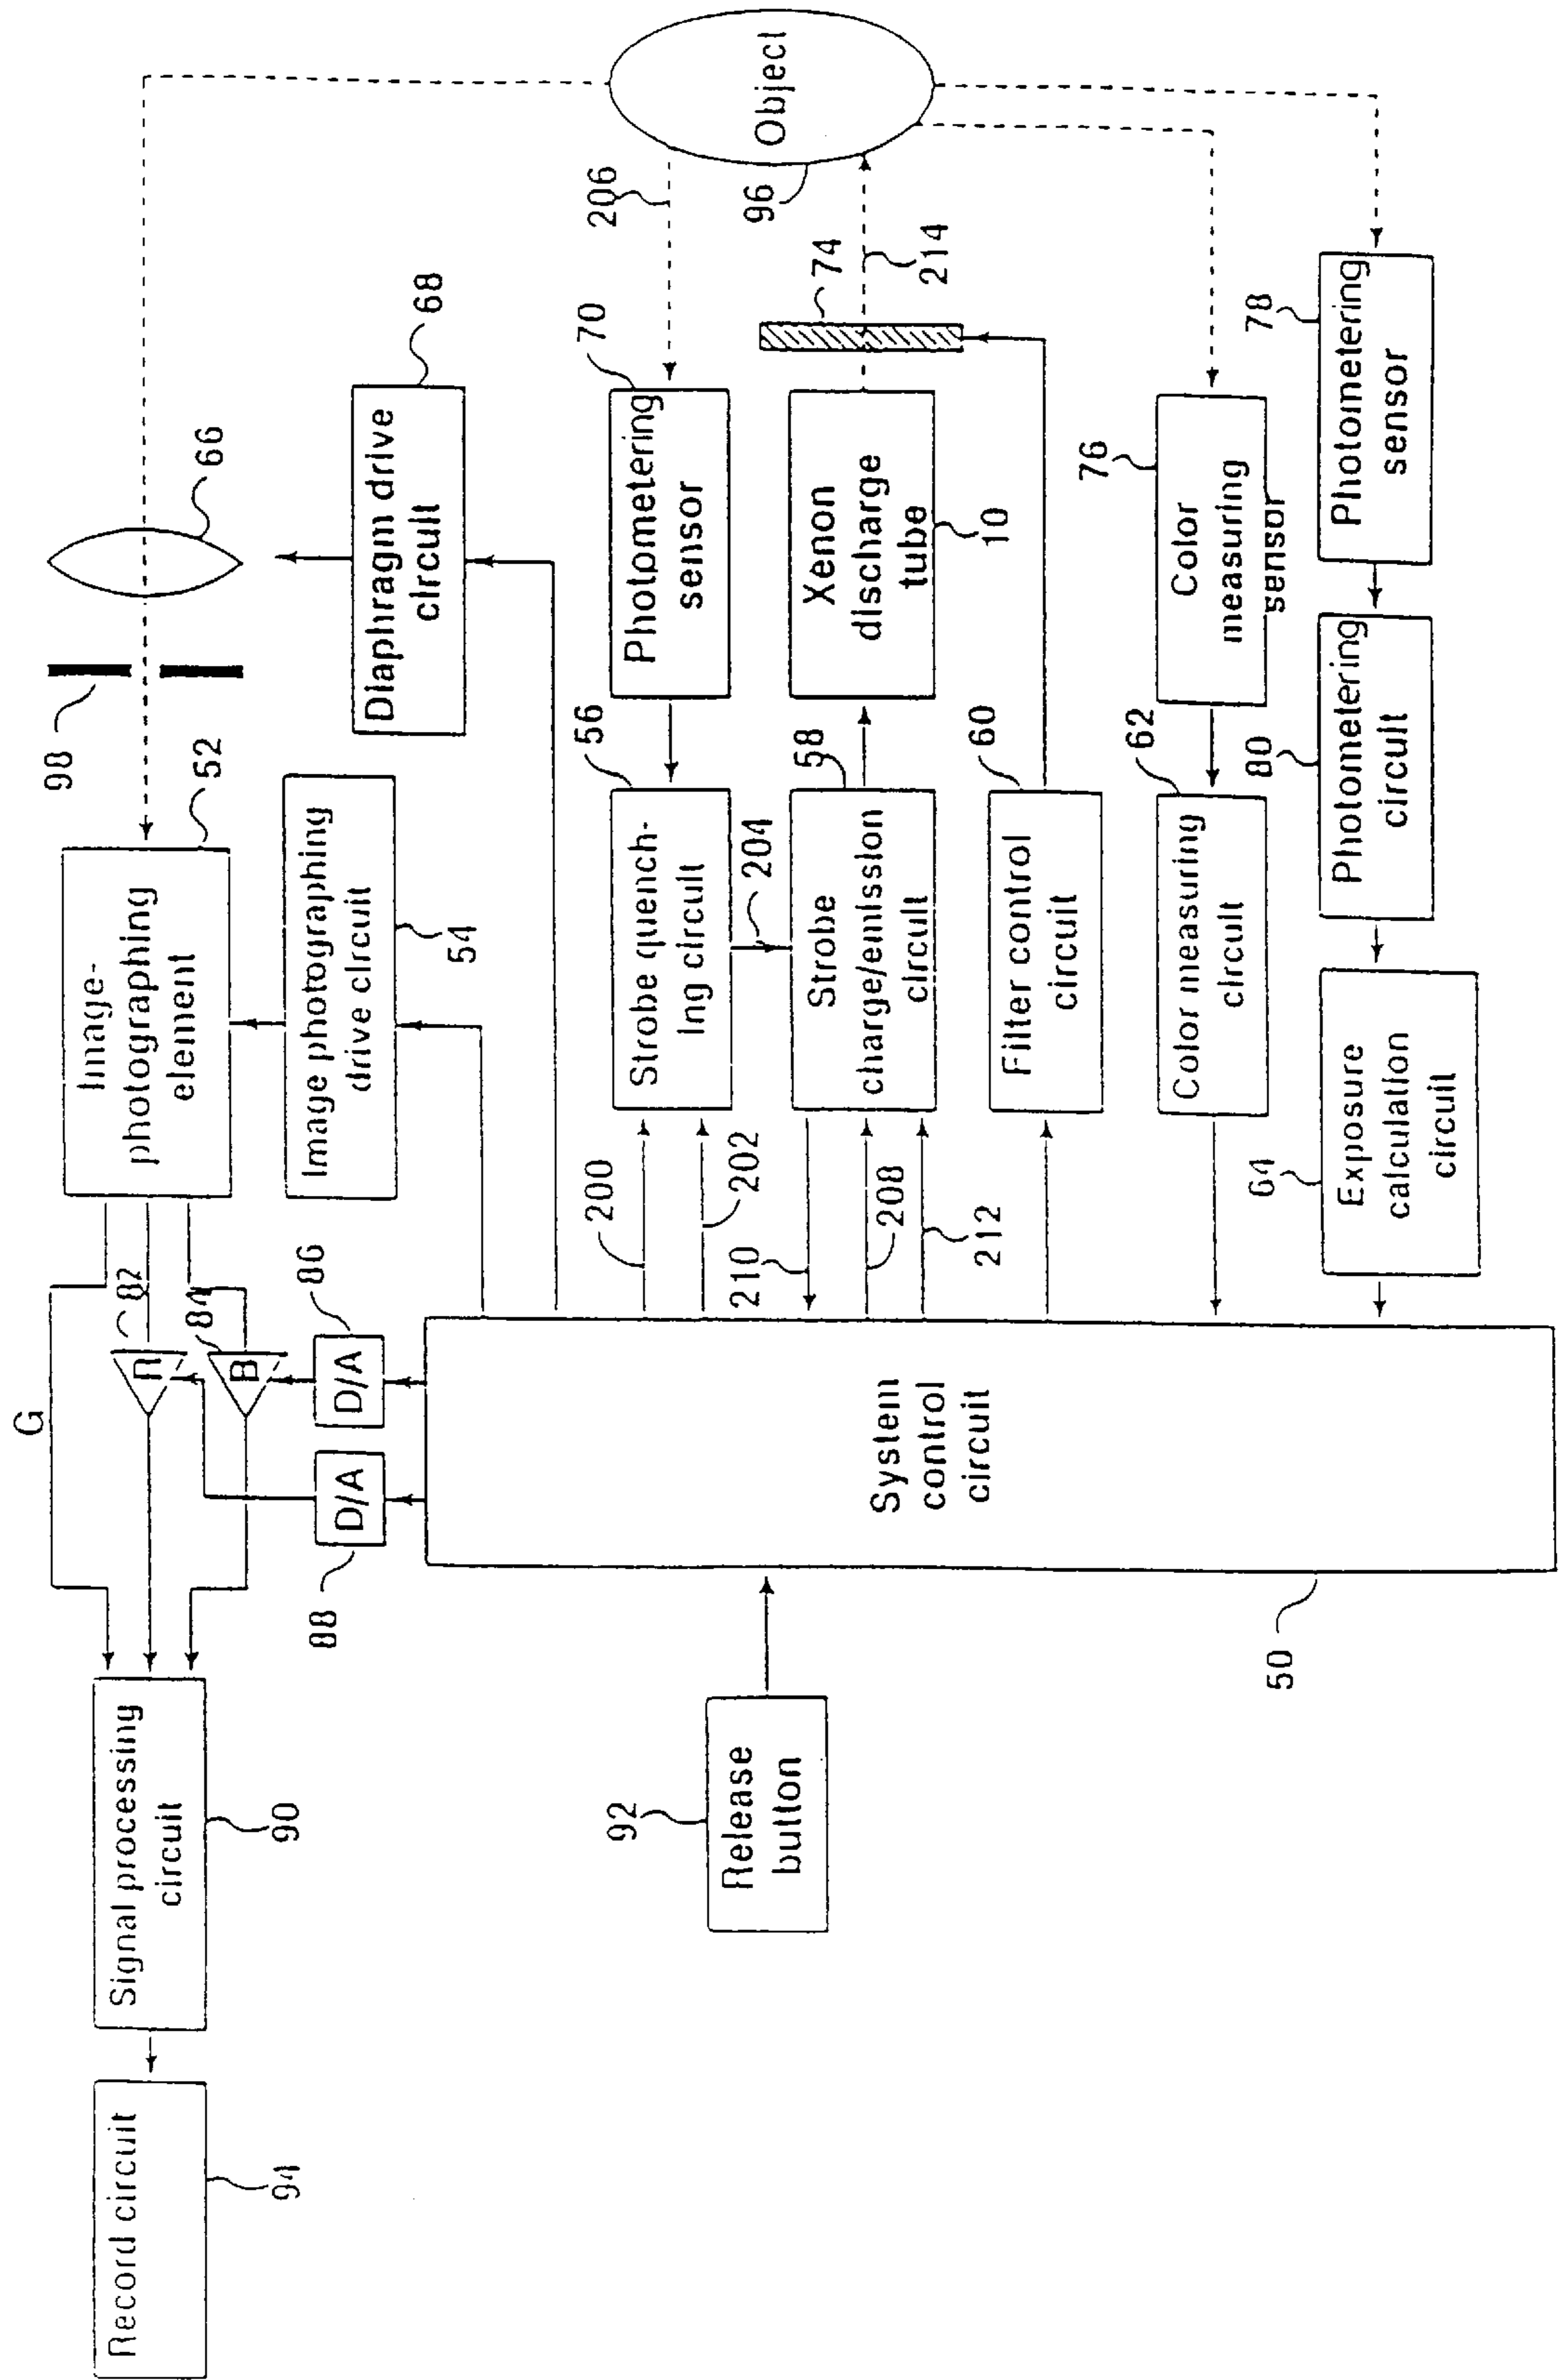 Record circuit
94
Signal processing
circuit
90
G
82
R
84
B
D/A
88
D/A
86
Image-
photographing
element
52
98
66
Image photographing
drive circuit
54
Diaphragm drive
circuit
68
Release
button
92
System
control
circuit
50
200
202
Strobe quench-
ing circuit
56
204
Photometering
sensor
70
206
210
208
212
Strobe
charge/emission
circuit
58
Xenon
discharge
tube
10
74
214
Object
96
Filter control
circuit
60
Color measuring
circuit
62
Color
measuring
sensor
76
Exposure
calculation
circuit
64
Photometering
circuit
80
Photometering
sensor
78